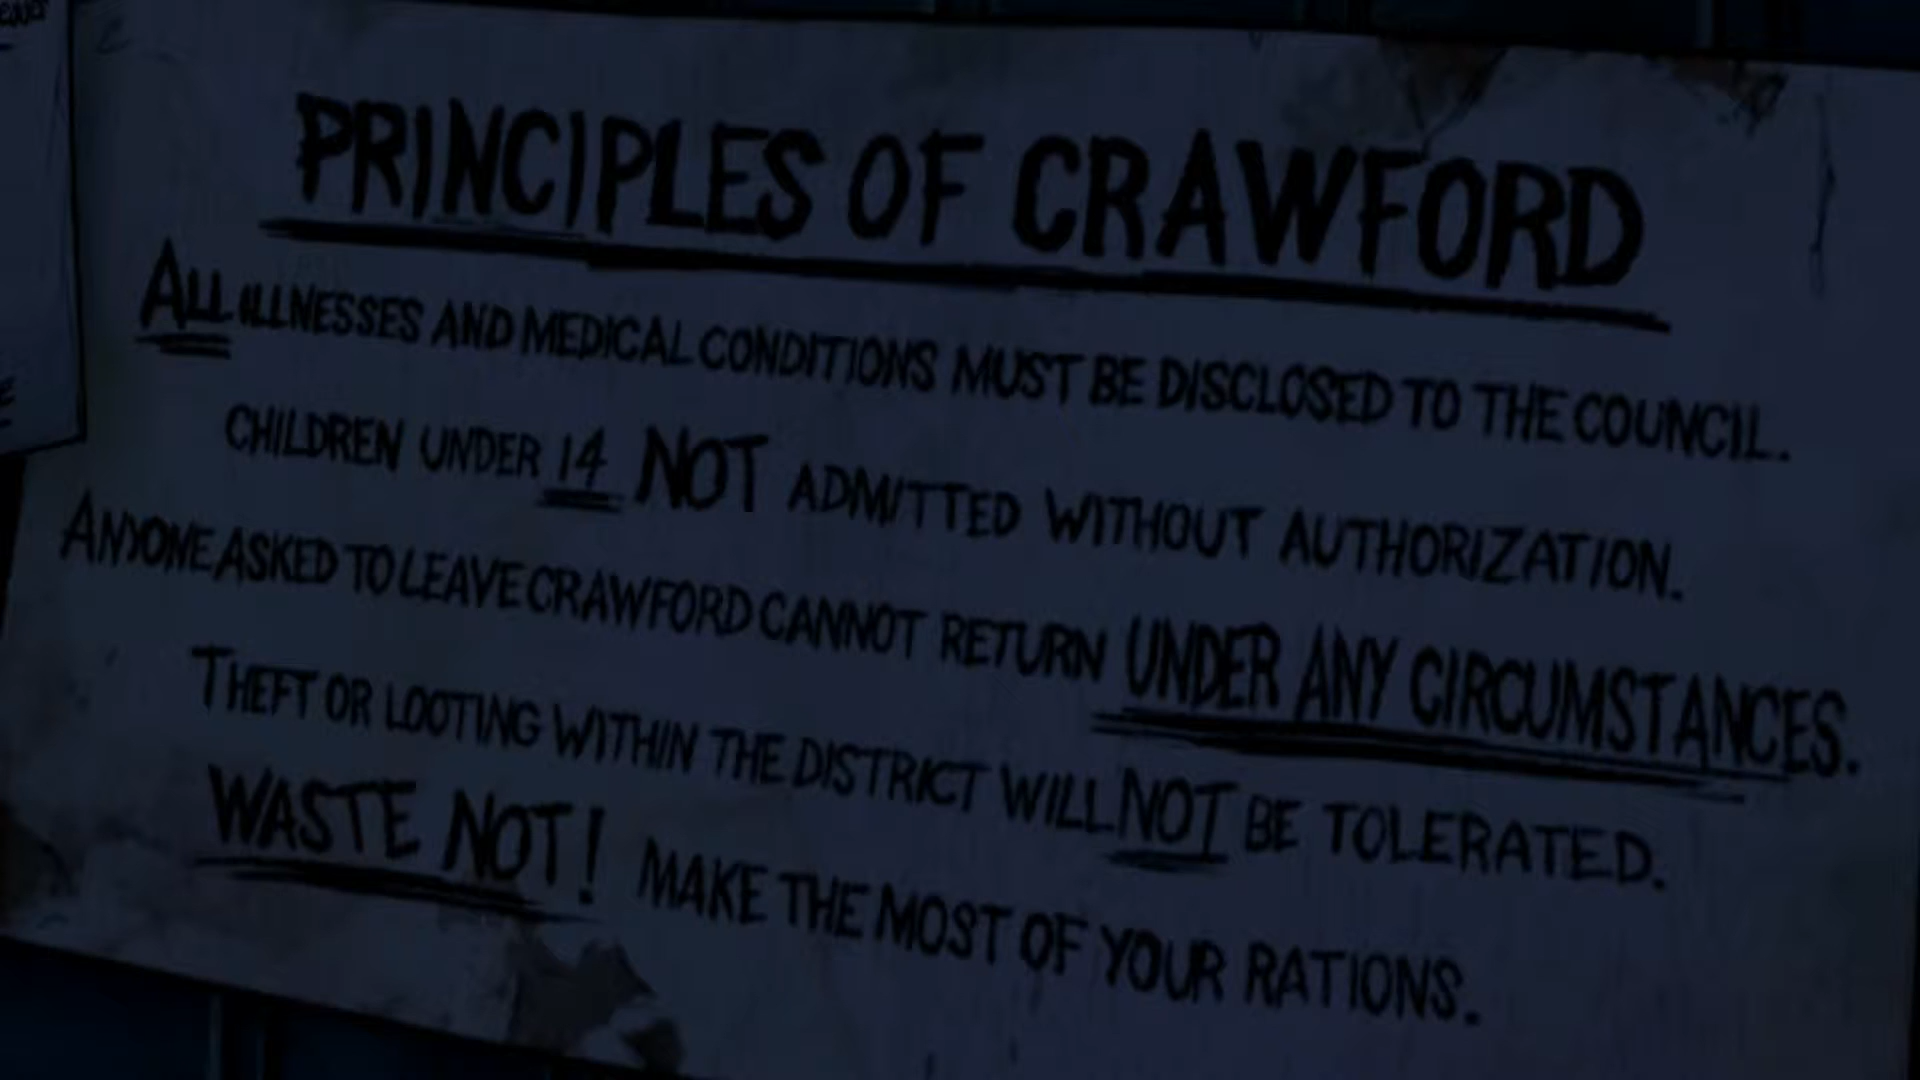 PRINCIPLES OF CRAWFORD
ALL ILLNESSES AND MEDICAL CONDITIONS MUST BE DISCLOSED TO THE COUNCIL.
CHILDREN UNDER 14 NOT ADMITTED WITHOUT AUTHORIZATION.
ANYONE ASKED TO LEAVE CRAWFORD CANNOT RETURN UNDER ANY CIRCUMSTANCES.
THEFT OR LOOTING WITHIN THE DISTRICT WILL NOT BE TOLERATED.
WASTE NOT! MAKE THE MOST OF YOUR RATIONS.